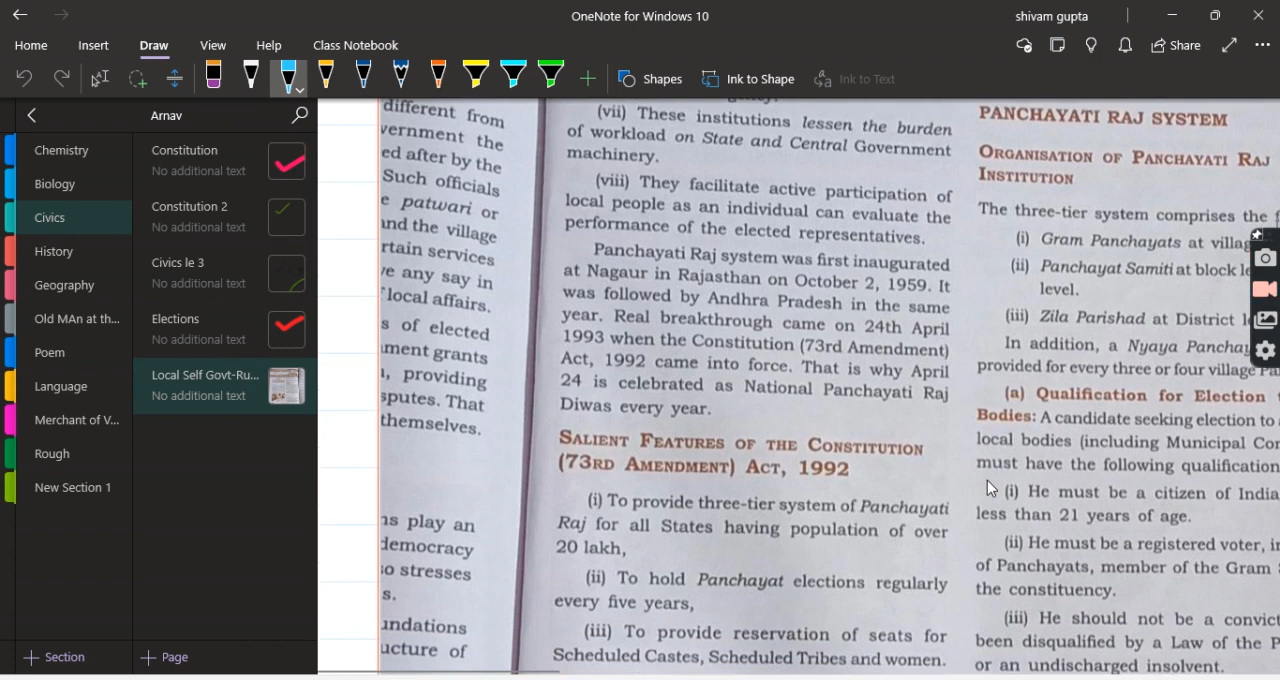 OneNote for Windows 10
shivam gupta
Home
Insert
Draw
View
Help
Class Notebook
Share
Shapes
Ink to Shape
Ink to Text
Arnav
Chemistry
Biology
Civics
History
Geography
Old MAn at th...
Poem
Language
Merchant of V...
Rough
New Section 1
Section
Constitution
No additional text
Constitution 2
No additional text
Civics le 3
No additional text
Elections
No additional text
Local Self Govt-Ru...
No additional text
Page
different from
vernment the
ed after by the
Such officials
e patwari or
and the village
rtain services
ve any say in
local affairs.
s of elected
ment grants
, providing
sputes. That
themselves.
ns play an
democracy
so stresses
s.
undations
ucture of
(vii) These institutions lessen the burden
of workload on State and Central Government
machinery.
(viii) They facilitate active participation of
local people as an individual can evaluate the
performance of the elected representatives.
Panchayati Raj system was first inaugurated
at Nagaur in Rajasthan on October 2, 1959. It
was followed by Andhra Pradesh in the same
year. Real breakthrough came on 24th April
1993 when the Constitution (73rd Amendment)
Act, 1992 came into force. That is why April
24 is celebrated as National Panchayati Raj
Diwas every year.
SALIENT FEATURES OF THE CONSTITUTION
(73RD AMENDMENT) ACT, 1992
(i) To provide three-tier system of Panchayati
Raj for all States having population of over
20 lakh,
(ii) To hold Panchayat elections regularly
every five years,
(iii) To provide reservation of seats for
Scheduled Castes, Scheduled Tribes and women.
PANCHAYATI RAJ SYSTEM
ORGANISATION OF PANCHAYATI RAJ
INSTITUTION
The three-tier system comprises the f
(i) Gram Panchayats at villag
(ii) Panchayat Samiti at block le
level.
(iii) Zila Parishad at District l
In addition, a Nyaya Panchay
provided for every three or four village Pa
(a) Qualification for Election t
Bodies: A candidate seeking election to
local bodies (including Municipal Cor
must have the following qualification
(i) He must be a citizen of India
less than 21 years of age.
(ii) He must be a registered voter, i
of Panchayats, member of the Gram
the constituency.
(iii) He should not be a convict
been disqualified by a Law of the P
or an undischarged insolvent.